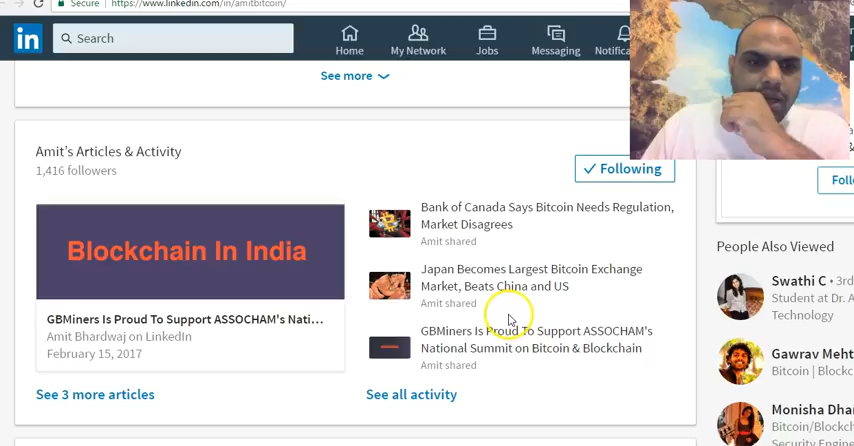 Secure
https://www.linkedin.com/in/amitbitcoin/
in
Search
Home
My Network
Jobs
Messaging
Notifica
See more
Amit's Articles & Activity
1,416 followers
Following
Blockchain In India
GBMiners Is Proud To Support ASSOCHAM's Nati…
Amit Bhardwaj on LinkedIn
February 15, 2017
See 3 more articles
Bank of Canada Says Bitcoin Needs Regulation,
Market Disagrees
Amit shared
Japan Becomes Largest Bitcoin Exchange
Market, Beats China and US
Amit shared
GBMiners Is Proud To Support ASSOCHAM's
National Summit on Bitcoin & Blockchain
Amit shared
See all activity
Foll
People Also Viewed
Swathi C • 3rd
Student at Dr. A
Technology
Gaurav Meht
Bitcoin | Blockc
Monisha Dha
Bitcoin/Blockch
Security Engine